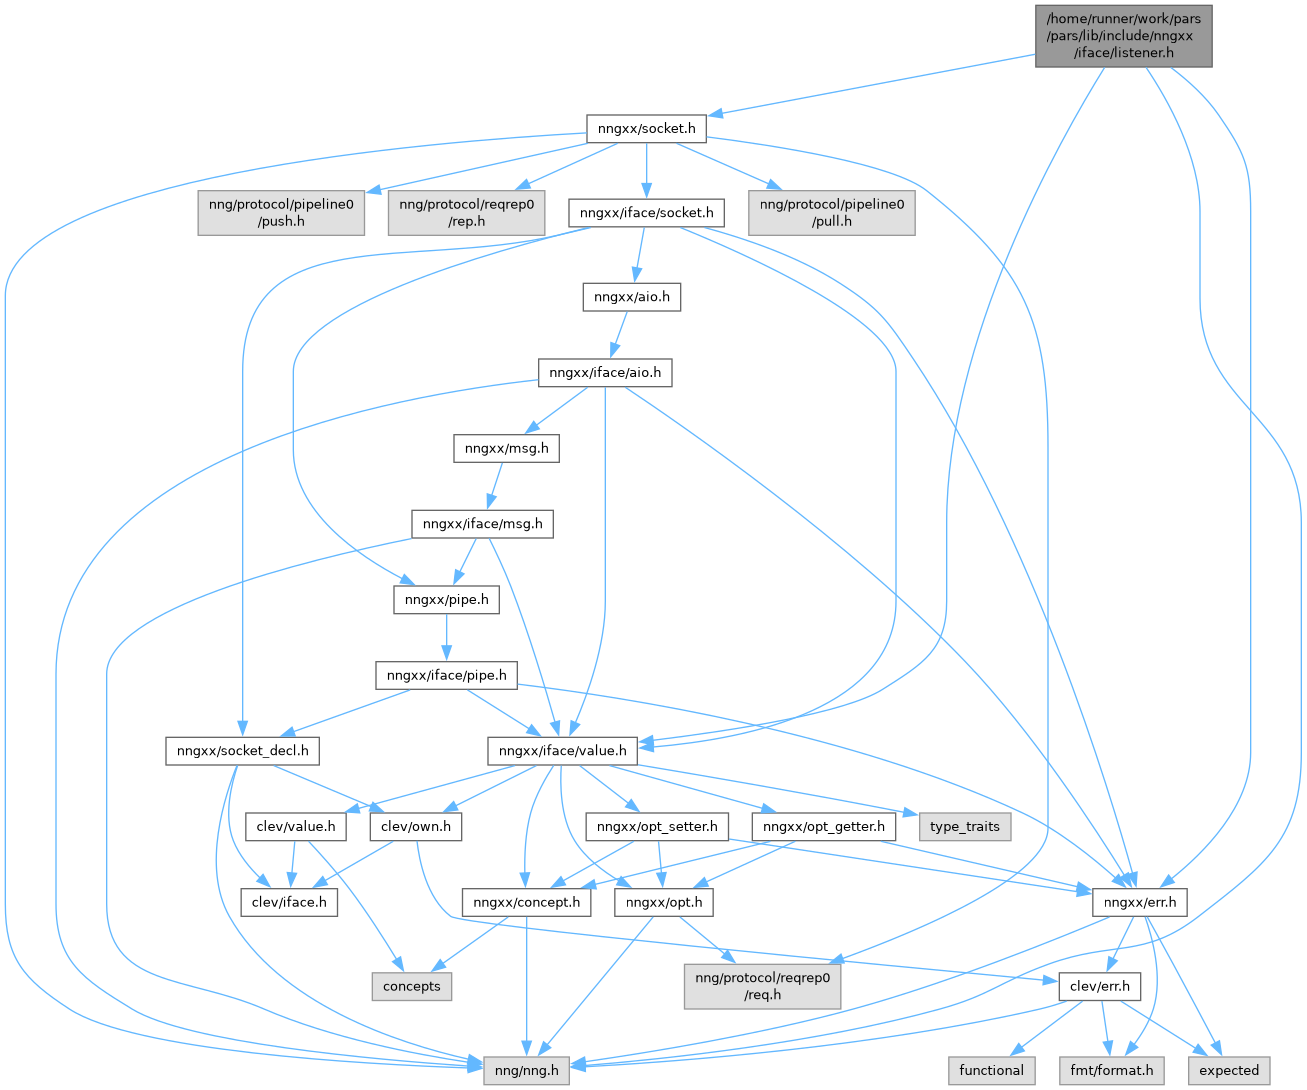 /home/runner/work/pars
/pars/lib/include/nngxx
/iface/listener.h
nngxx/socket.h
nng/protocol/pipeline0
/push.h
nng/protocol/reqrep0
/rep.h
nngxx/iface/socket.h
nng/protocol/pipeline0
/pull.h
nngxx/aio.h
nngxx/iface/aio.h
nngxx/msg.h
nngxx/iface/msg.h
nngxx/pipe.h
nngxx/iface/pipe.h
nngxx/socket_decl.h
nngxx/iface/value.h
clev/value.h
clev/own.h
nngxx/opt_setter.h
nngxx/opt_getter.h
type_traits
clev/iface.h
nngxx/concept.h
nngxx/opt.h
nngxx/err.h
concepts
nng/protocol/reqrep0
/req.h
clev/err.h
nng/nng.h
functional
fmt/format.h
expected